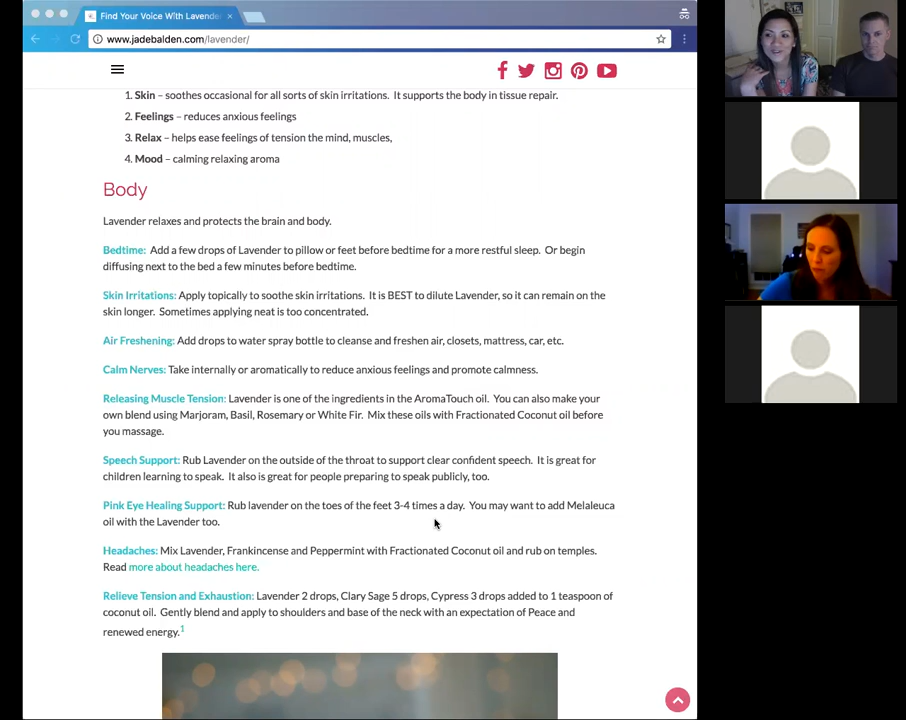 Find Your Voice With Lavende
www.jadebalden.com/lavender/
1. Skin – soothes occasional for all sorts of skin irritations. It supports the body in tissue repair.
2. Feelings – reduces anxious feelings
3. Relax – helps ease feelings of tension the mind, muscles,
4. Mood – calming relaxing aroma
Body
Lavender relaxes and protects the brain and body.
Bedtime: Add a few drops of Lavender to pillow or feet before bedtime for a more restful sleep. Or begin
diffusing next to the bed a few minutes before bedtime.
Skin Irritations: Apply topically to soothe skin irritations. It is BEST to dilute Lavender, so it can remain on the
skin longer. Sometimes applying neat is too concentrated.
Air Freshening: Add drops to water spray bottle to cleanse and freshen air, closets, mattress, car, etc.
Calm Nerves: Take internally or aromatically to reduce anxious feelings and promote calmness.
Releasing Muscle Tension: Lavender is one of the ingredients in the AromaTouch oil. You can also make your
own blend using Marjoram, Basil, Rosemary or White Fir. Mix these oils with Fractionated Coconut oil before
you massage.
Speech Support: Rub Lavender on the outside of the throat to support clear confident speech. It is great for
children learning to speak. It also is great for people preparing to speak publicly, too.
Pink Eye Healing Support: Rub lavender on the toes of the feet 3-4 times a day. You may want to add Melaleuca
oil with the Lavender too.
Headaches: Mix Lavender, Frankincense and Peppermint with Fractionated Coconut oil and rub on temples.
Read more about headaches here.
Relieve Tension and Exhaustion: Lavender 2 drops, Clary Sage 5 drops, Cypress 3 drops added to 1 teaspoon of
coconut oil. Gently blend and apply to shoulders and base of the neck with an expectation of Peace and
renewed energy.1